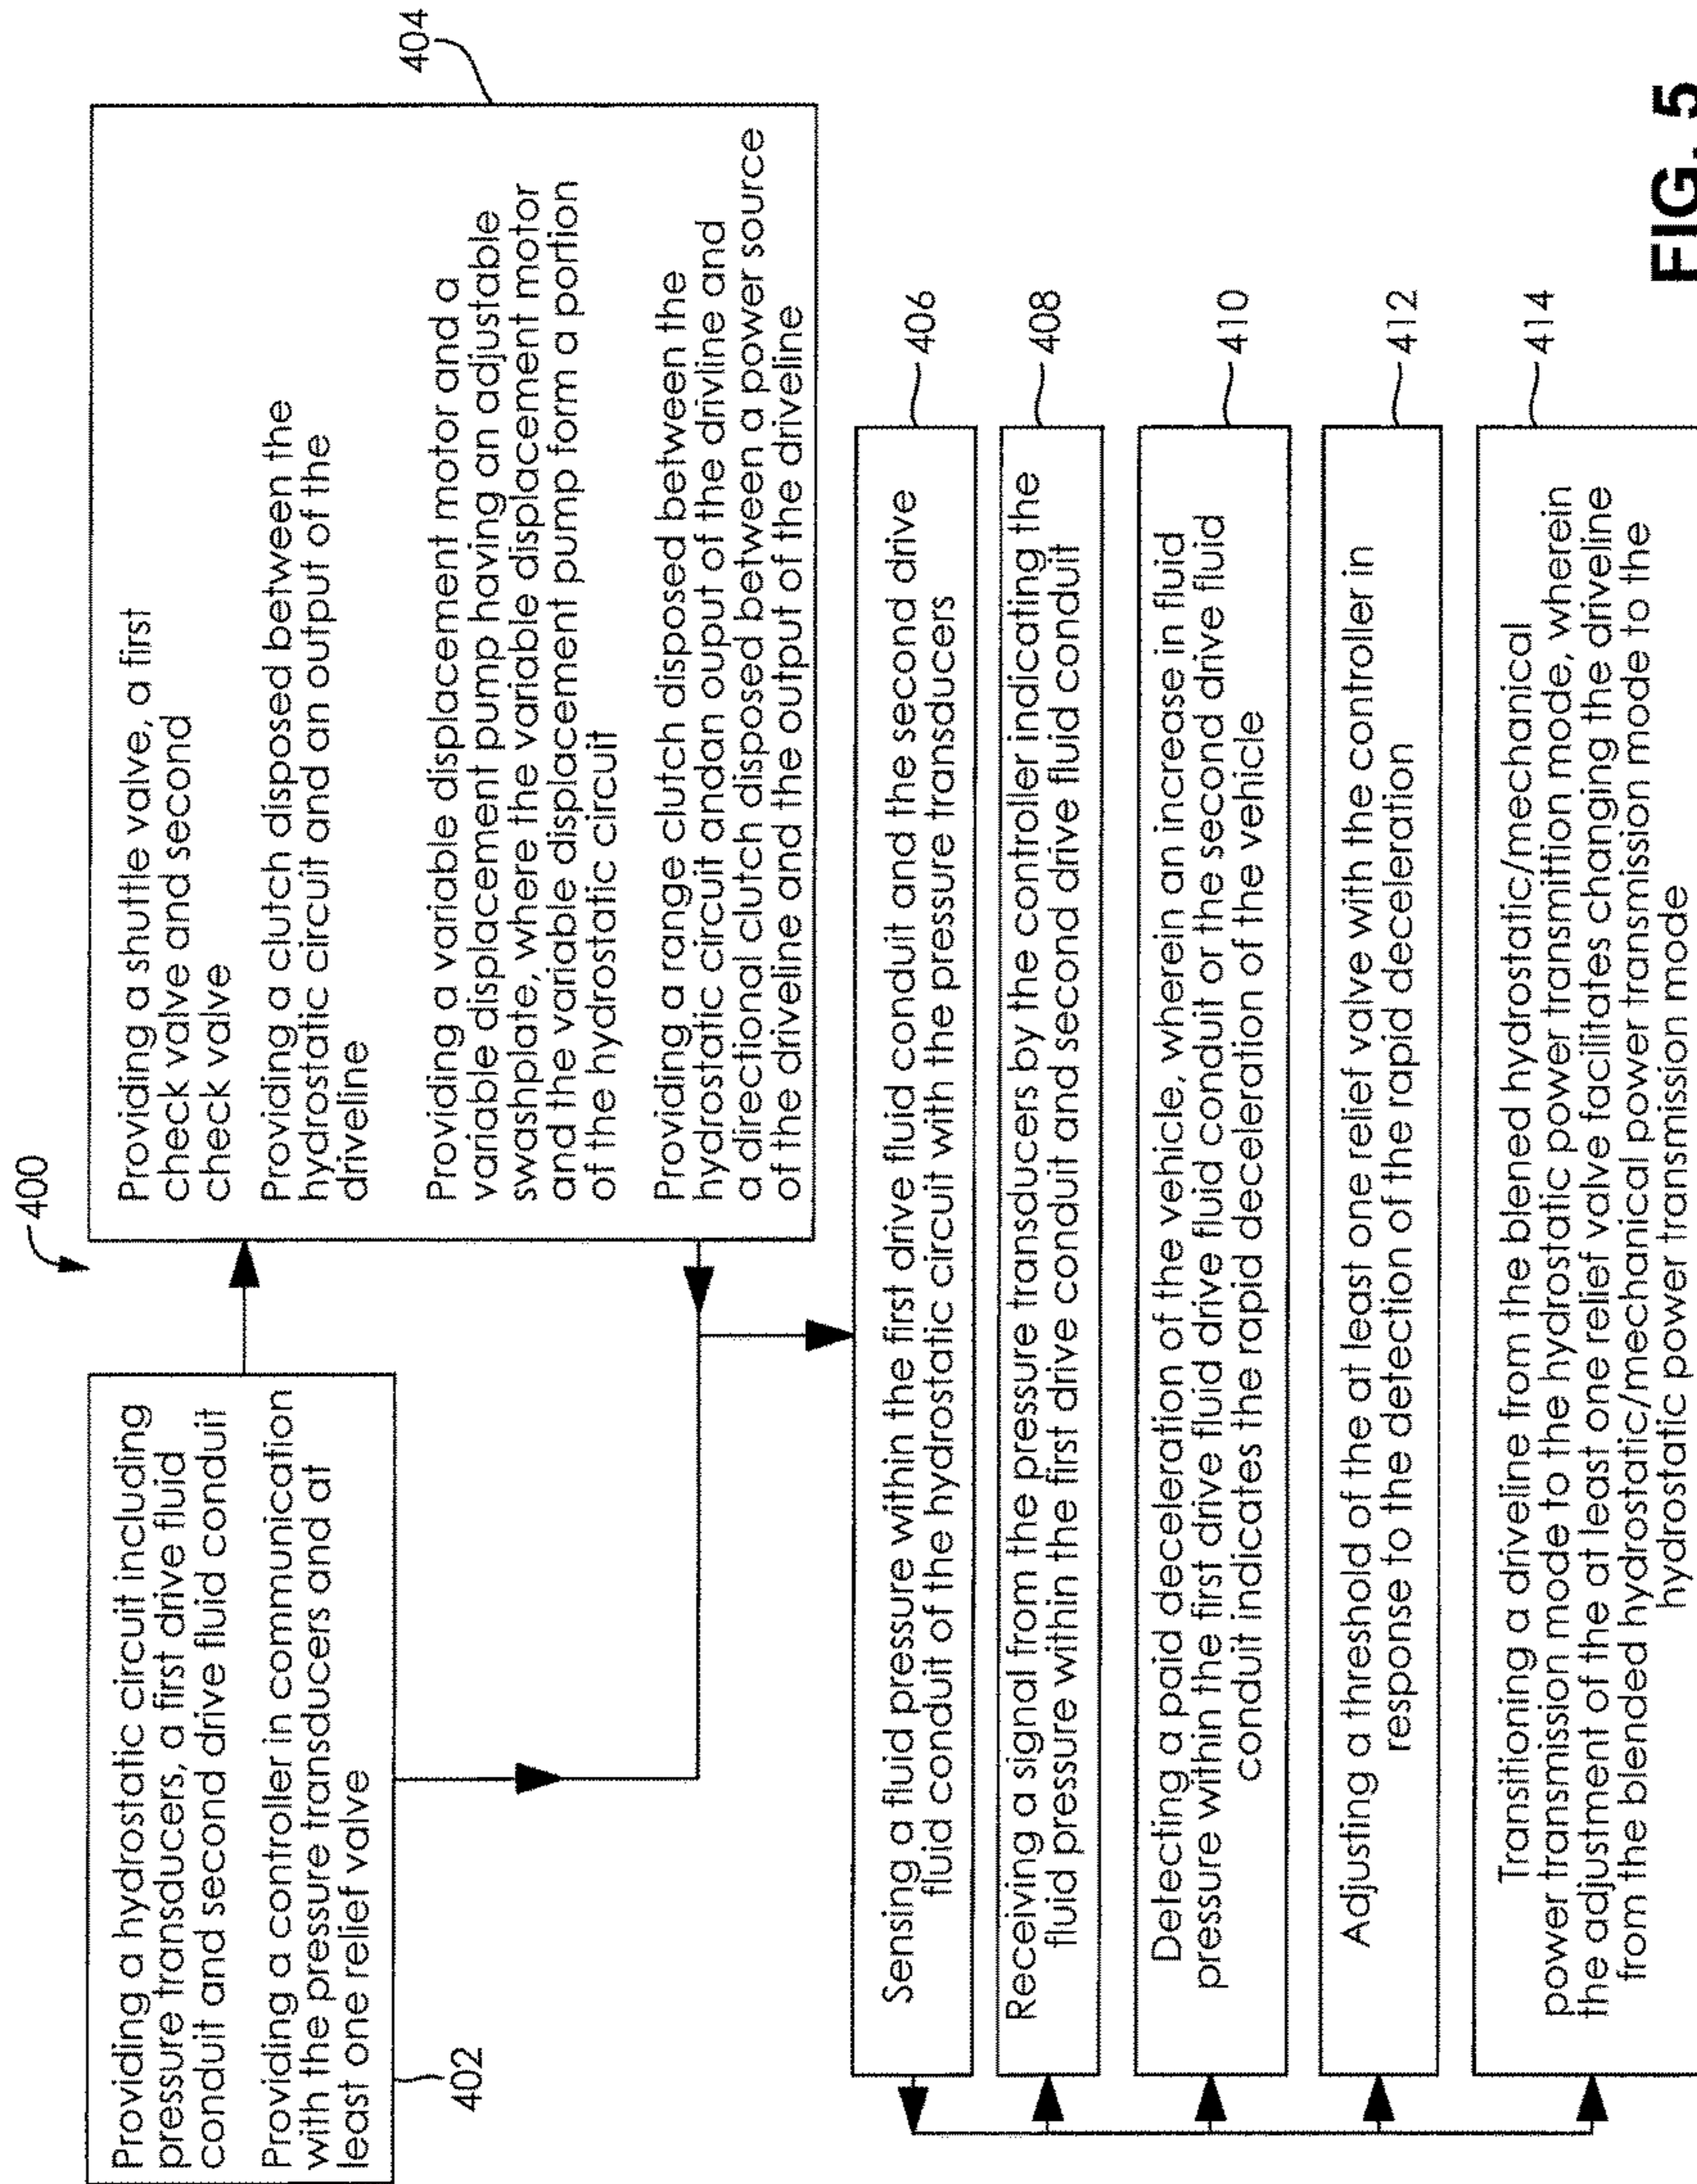 400
Providing a hydrostatic circuit including
pressure transducers, a first drive fluid
conduit and second drive fluid conduit
Providing a controller in communication
with the pressure transducers and at
least one relief valve
402
Providing a shuttle valve, a first
check valve and second
check valve
Providing a clutch disposed between the
hydrostatic circuit and an output of the
driveline
Providing a variable displacement motor and a
variable displacement pump having an adjustable
swashplate, where the variable displacement motor
and the variable displacement pump form a portion
of the hydrostatic circuit
Providing a range clutch disposed between the
hydrostatic circuit andan ouput of the drivline and
a directional clutch disposed between a power source
of the driveline and the output of the driveline
404
Sensing a fluid pressure within the first drive fluid conduit and the second drive
fluid conduit of the hydrostatic circuit with the pressure transducers
406
Receiving a signal from the pressure transducers by the controller indicating the
fluid pressure within the first drive conduit and second drive fluid conduit
408
Detecting a paid deceleration of the vehicle, wherein an increase in fluid
pressure within the first drive fluid drive fluid conduit or the second drive fluid
conduit indicates the rapid deceleration of the vehicle
410
Adjusting a threshold of the at least one relief valve with the controller in
response to the detection of the rapid deceleration
412
Transitioning a driveline from the blened hydrostatic/mechanical
power transmission mode to the hydrostatic power transmittion mode, wherein
the adjustment of the at least one relief valve facilitates changing the driveline
from the blended hydrostatic/mechanical power transmission mode to the
hydrostatic power transmission mode
414
FIG. 5